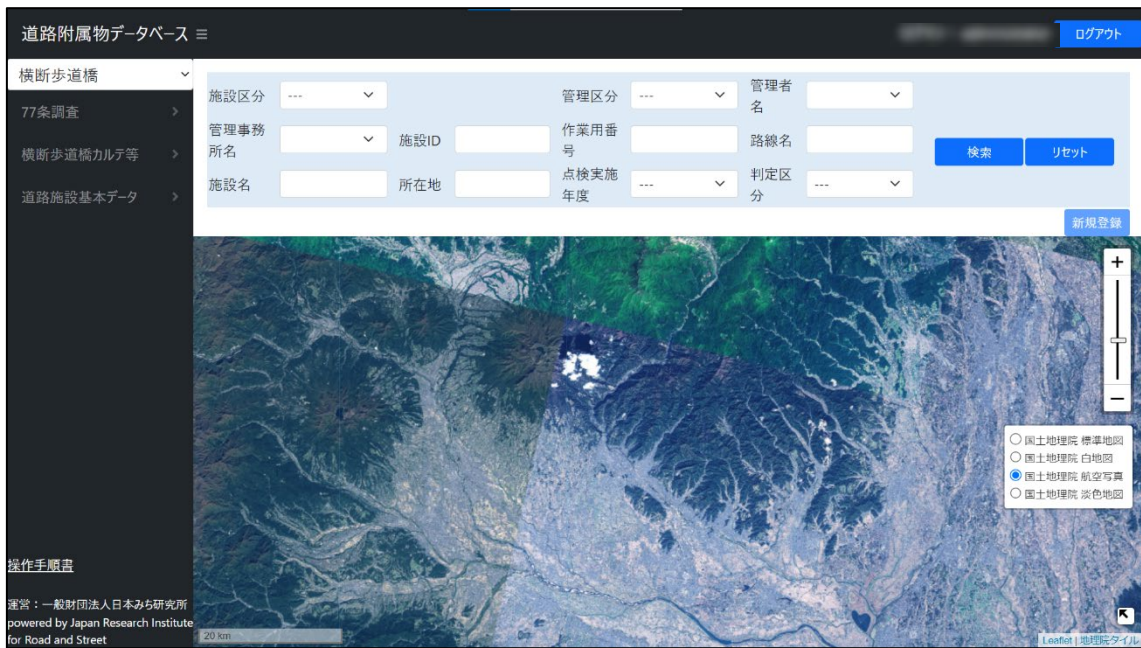 道路附属物データベース
ログアウト
横断歩道橋
77条調査
横断歩道橋カルテ等
道路施設基本データ
施設区分 ---
管理区分 ---
管理者
名
管理事務
所名
施設ID
作業用番
号
路線名
検索 リセット
施設名
所在地
点検実施
年度
---
判定区
分
---
新規登録
+
−
国土地理院 標準地図
国土地理院 白地図
国土地理院 航空写真
国土地理院 淡色地図
操作手順書
運営：一般財団法人日本みち研究所
powered by Japan Research Institute
for Road and Street
20 km
Leaflet | 地理院タイル